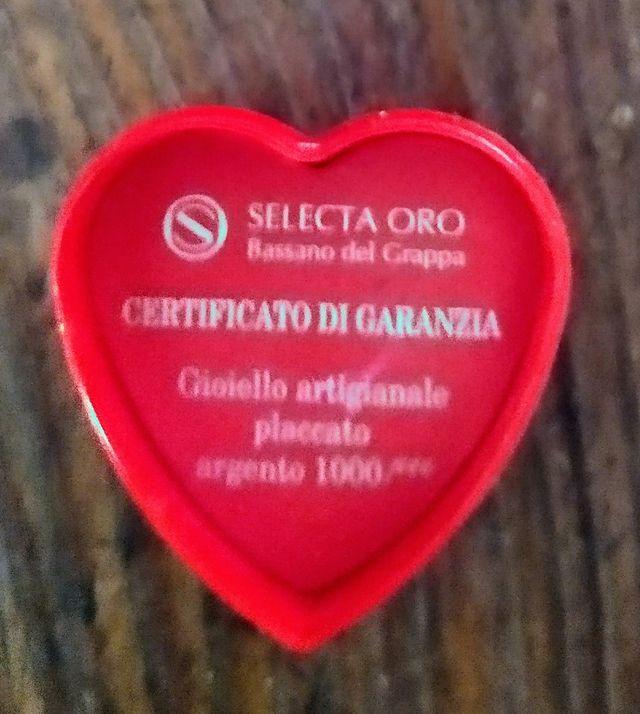 SELECTA ORO
Bassano del Grappa
CERTIFICATO DI GARANZIA
Gioiello artigianale
placcato
argento 1000.